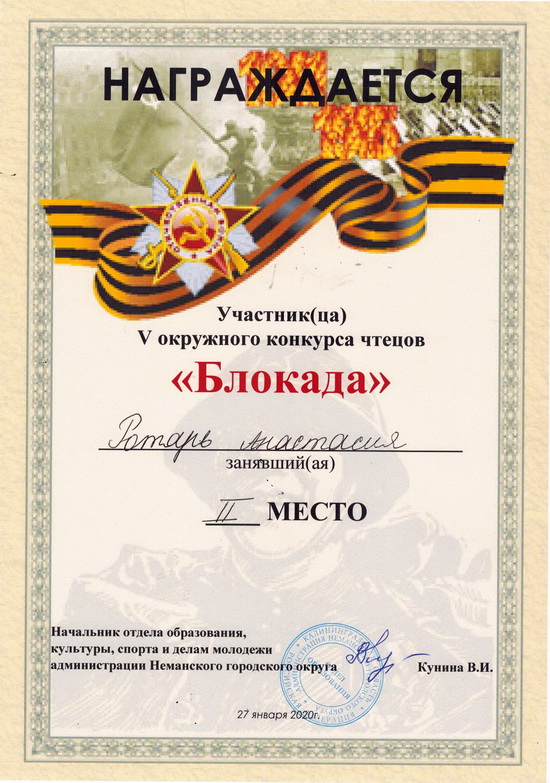 НАГРАЖДАЕТСЯ
Участник(ца)
V окружного конкурса чтецов
«Блокада»
Ротарь Анастасия
занявший(ая)
II МЕСТО
Начальник отдела образования,
культуры, спорта и делам молодежи
администрации Неманского городского округа
Кунина В.И.
27 января 2020г.